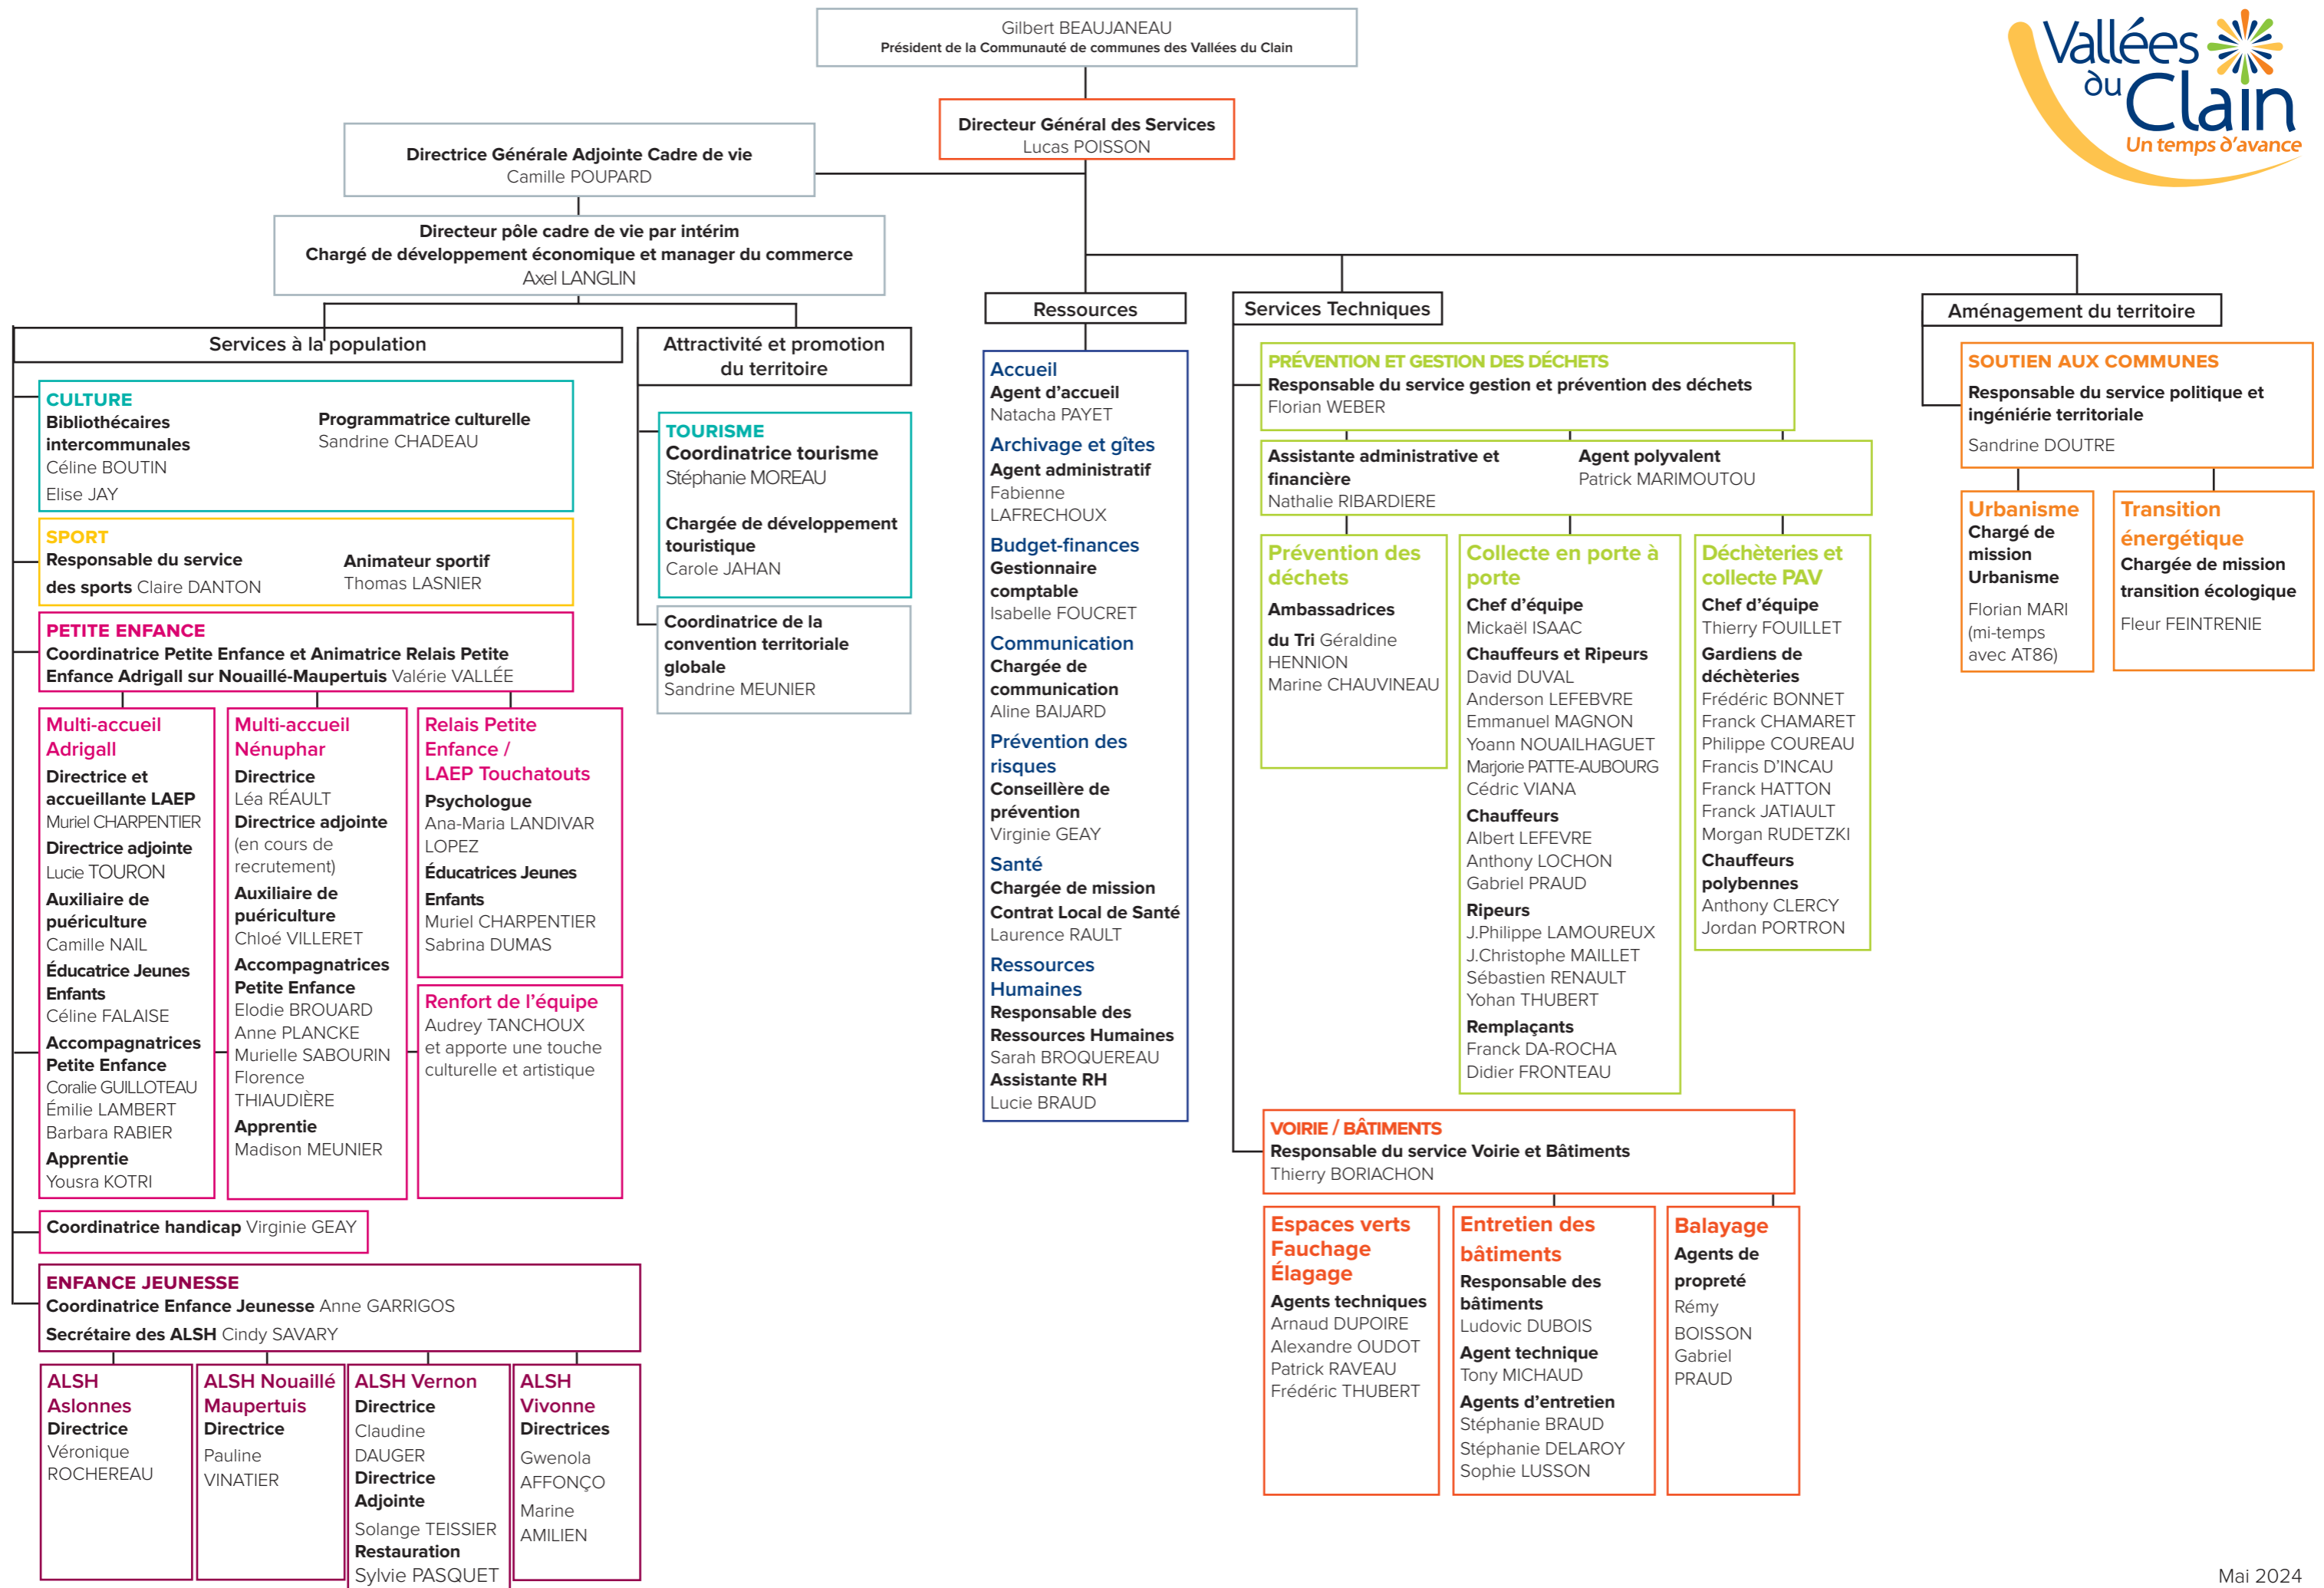 Gilbert BEAUJANEAU
Président de la Communauté de communes des Vallées du Clain
Vallées
du Clain
Un temps d'avance
Directeur Général des Services
Lucas POISSON
Directrice Générale Adjointe Cadre de vie
Camille POUPARD
Directeur pôle cadre de vie par intérim
Chargé de développement économique et manager du commerce
Axel LANGLIN
Services à la population
CULTURE
Bibliothécaires
intercommunales
Céline BOUTIN
Elise JAY
Programmatrice culturelle
Sandrine CHADEAU
SPORT
Responsable du service
des sports Claire DANTON
Animateur sportif
Thomas LASNIER
PETITE ENFANCE
Coordinatrice Petite Enfance et Animatrice Relais Petite
Enfance Adrigall sur Nouaillé-Maupertuis Valérie VALLÉE
Multi-accueil
Adrigall
Directrice et
accueillante LAEP
Muriel CHARPENTIER
Directrice adjointe
Lucie TOURON
Auxiliaire de
puériculture
Camille NAIL
Éducatrice Jeunes
Enfants
Céline FALAISE
Accompagnatrices
Petite Enfance
Coralie GUILLOTEAU
Émilie LAMBERT
Barbara RABIER
Apprentie
Yousra KOTRI
Multi-accueil
Nénuphar
Directrice
Léa RÉAULT
Directrice adjointe
(en cours de
recrutement)
Auxiliaire de
puériculture
Chloé VILLERET
Accompagnatrices
Petite Enfance
Elodie BROUARD
Anne PLANCKE
Murielle SABOURIN
Florence
THIAUDIÈRE
Apprentie
Madison MEUNIER
Relais Petite
Enfance /
LAEP Touchatouts
Psychologue
Ana-Maria LANDIVAR
LOPEZ
Éducatrices Jeunes
Enfants
Muriel CHARPENTIER
Sabrina DUMAS
Renfort de l'équipe
Audrey TANCHOUX
et apporte une touche
culturelle et artistique
Coordinatrice handicap Virginie GEAY
ENFANCE JEUNESSE
Coordinatrice Enfance Jeunesse Anne GARRIGOS
Secrétaire des ALSH Cindy SAVARY
ALSH
Aslonnes
Directrice
Véronique
ROCHEREAU
ALSH Nouaillé
Maupertuis
Directrice
Pauline
VINATIER
ALSH Vernon
Directrice
Claudine
DAUGER
Directrice
Adjointe
Solange TEISSIER
Restauration
Sylvie PASQUET
ALSH
Vivonne
Directrices
Gwenola
AFFONÇO
Marine
AMILIEN
Attractivité et promotion
du territoire
TOURISME
Coordinatrice tourisme
Stéphanie MOREAU
Chargée de développement
touristique
Carole JAHAN
Coordinatrice de la
convention territoriale
globale
Sandrine MEUNIER
Ressources
Accueil
Agent d'accueil
Natacha PAYET
Archivage et gîtes
Agent administratif
Fabienne
LAFRECHOUX
Budget-finances
Gestionnaire
comptable
Isabelle FOUCRET
Communication
Chargée de
communication
Aline BAIJARD
Prévention des
risques
Conseillère de
prévention
Virginie GEAY
Santé
Chargée de mission
Contrat Local de Santé
Laurence RAULT
Ressources
Humaines
Responsable des
Ressources Humaines
Sarah BROQUEREAU
Assistante RH
Lucie BRAUD
Services Techniques
PRÉVENTION ET GESTION DES DÉCHETS
Responsable du service gestion et prévention des déchets
Florian WEBER
Assistante administrative et
financière
Nathalie RIBARDIERE
Agent polyvalent
Patrick MARIMOUTOU
Prévention des
déchets
Ambassadrices
du Tri Géraldine
HENNION
Marine CHAUVINEAU
Collecte en porte à
porte
Chef d'équipe
Mickaël ISAAC
Chauffeurs et Ripeurs
David DUVAL
Anderson LEFEBVRE
Emmanuel MAGNON
Yoann NOUAILHAGUET
Marjorie PATTE-AUBOURG
Cédric VIANA
Chauffeurs
Albert LEFEVRE
Anthony LOCHON
Gabriel PRAUD
Ripeurs
J.Philippe LAMOUREUX
J.Christophe MAILLET
Sébastien RENAULT
Yohan THUBERT
Remplaçants
Franck DA-ROCHA
Didier FRONTEAU
Déchèteries et
collecte PAV
Chef d'équipe
Thierry FOUILLET
Gardiens de
déchèteries
Frédéric BONNET
Franck CHAMARET
Philippe COUREAU
Francis D'INCAU
Franck HATTON
Franck JATIAULT
Morgan RUDETZKI
Chauffeurs
polybennes
Anthony CLERCY
Jordan PORTRON
VOIRIE / BÂTIMENTS
Responsable du service Voirie et Bâtiments
Thierry BORIACHON
Espaces verts
Fauchage
Élagage
Agents techniques
Arnaud DUPOIRE
Alexandre OUDOT
Patrick RAVEAU
Frédéric THUBERT
Entretien des
bâtiments
Responsable des
bâtiments
Ludovic DUBOIS
Agent technique
Tony MICHAUD
Agents d'entretien
Stéphanie BRAUD
Stéphanie DELAROY
Sophie LUSSON
Balayage
Agents de
propreté
Rémy
BOISSON
Gabriel
PRAUD
Aménagement du territoire
SOUTIEN AUX COMMUNES
Responsable du service politique et
ingéniérie territoriale
Sandrine DOUTRE
Urbanisme
Chargé de
mission
Urbanisme
Florian MARI
(mi-temps
avec AT86)
Transition
énergétique
Chargée de mission
transition écologique
Fleur FEINTRENIE
Mai 2024